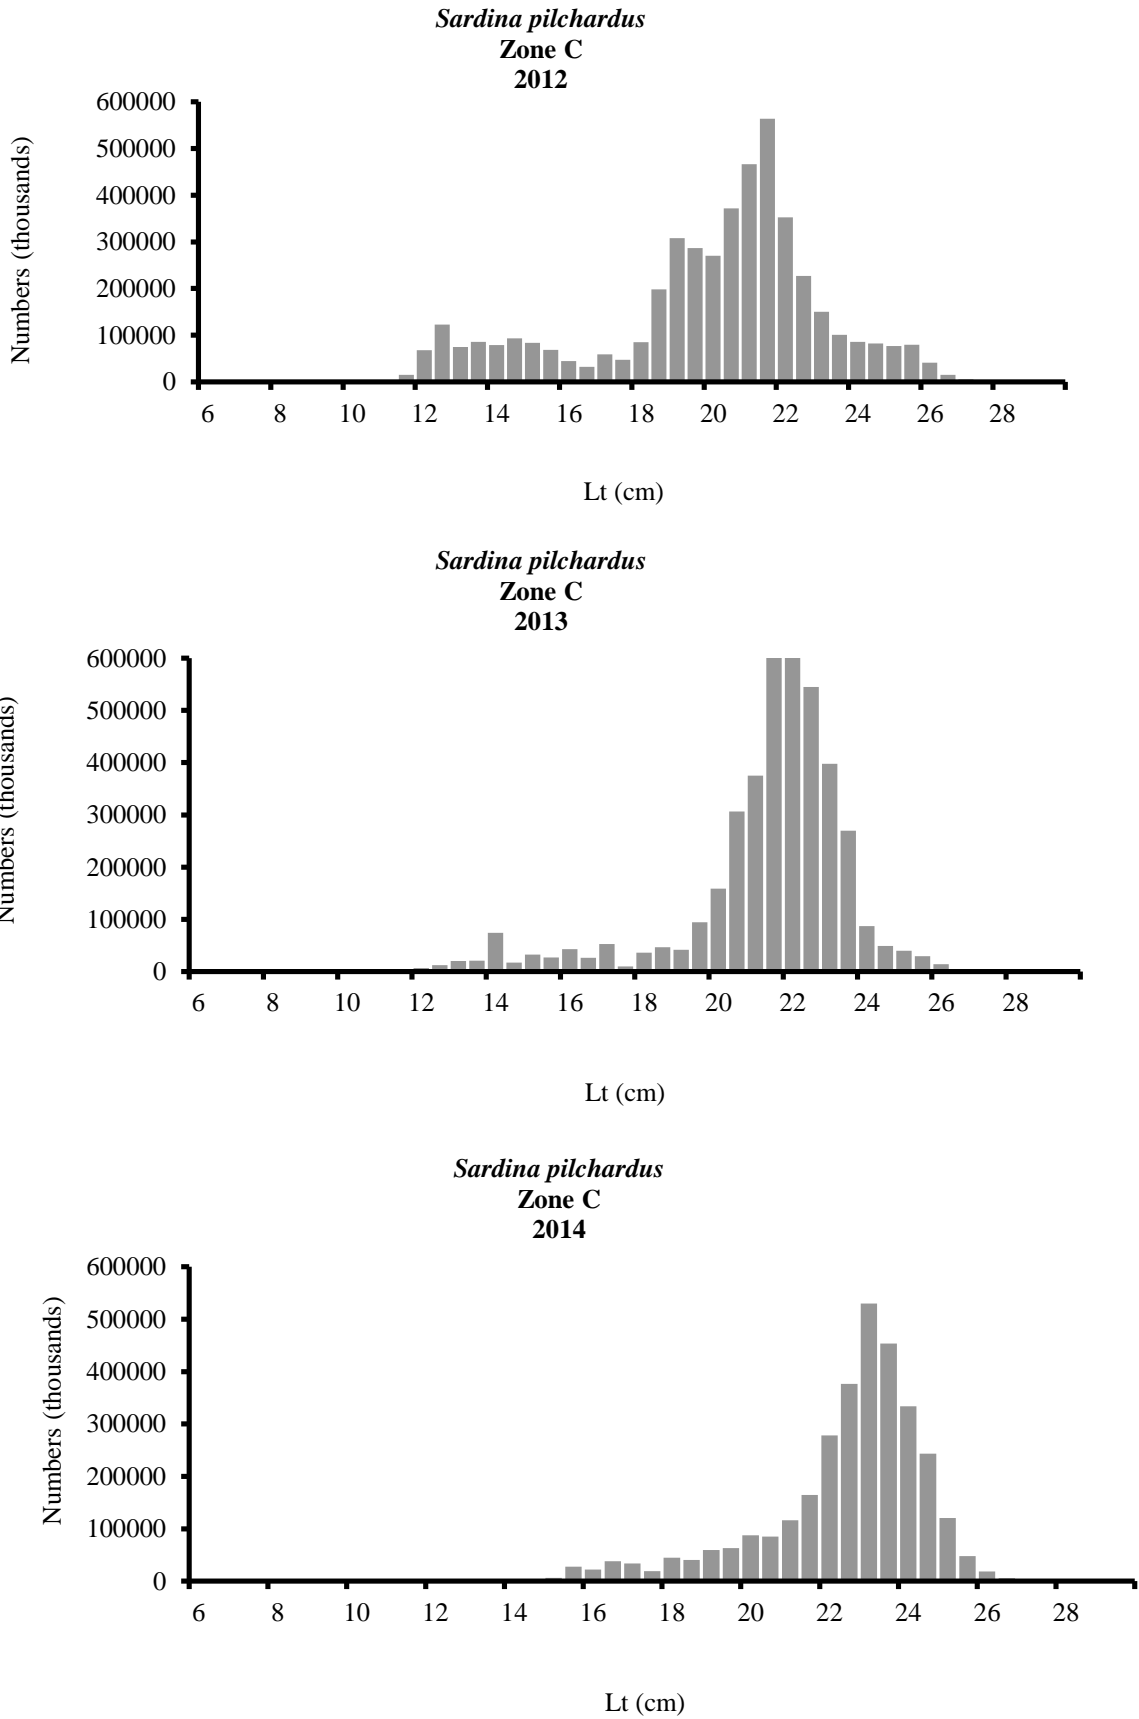 Sardina pilchardus
Zone C
2012
Numbers (thousands)
600000
500000
400000
300000
200000
100000
0
6 8 10 12 14 16 18 20 22 24 26 28
Lt (cm)
Sardina pilchardus
Zone C
2013
Numbers (thousands)
600000
500000
400000
300000
200000
100000
0
6 8 10 12 14 16 18 20 22 24 26 28
Lt (cm)
Sardina pilchardus
Zone C
2014
Numbers (thousands)
600000
500000
400000
300000
200000
100000
0
6 8 10 12 14 16 18 20 22 24 26 28
Lt (cm)